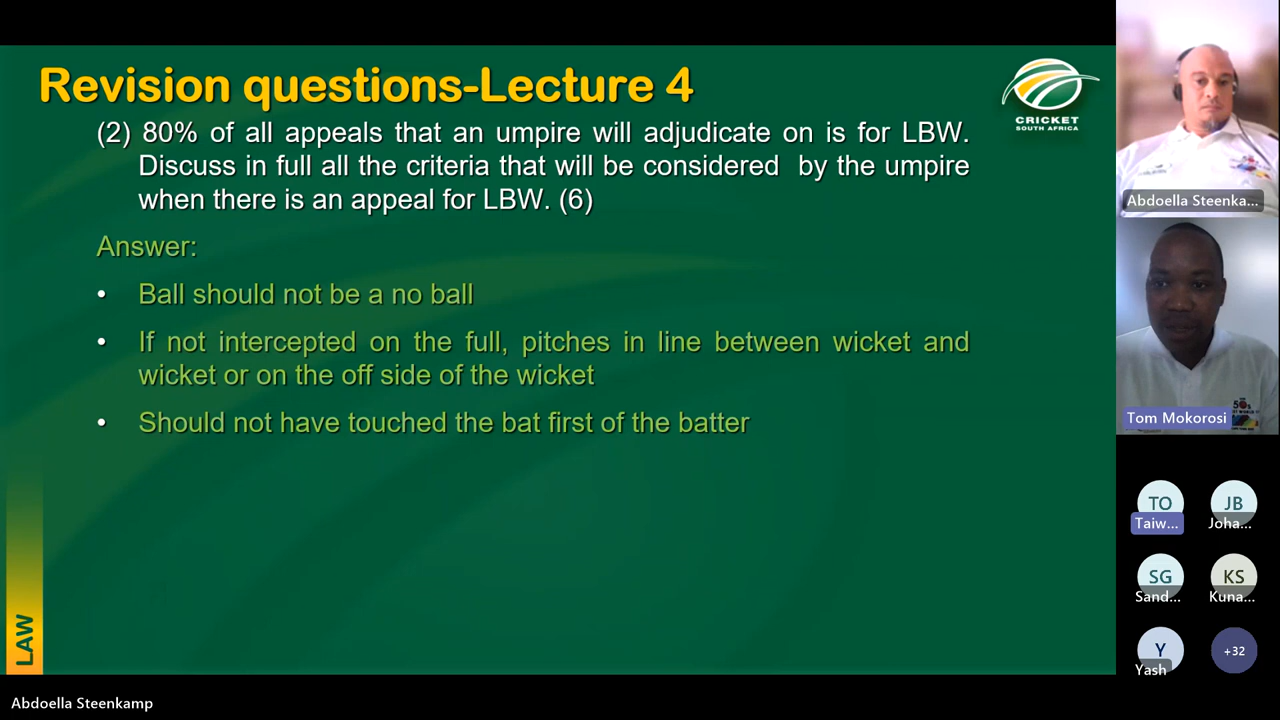 Revision questions-Lecture 4
(2) 80% of all appeals that an umpire will adjudicate on is for LBW.
Discuss in full all the criteria that will be considered by the umpire
when there is an appeal for LBW. (6)
Answer:
• Ball should not be a no ball
• If not intercepted on the full, pitches in line between wicket and
wicket or on the off side of the wicket
• Should not have touched the bat first of the batter
LAW
CRICKET
SOUTH AFRICA
Abdoella Steenka...
Tom Mokorosi
TO
Taiw...
JB
Joha...
SG
Sand...
KS
Kuna...
Y
Yash
+32
Abdoella Steenkamp